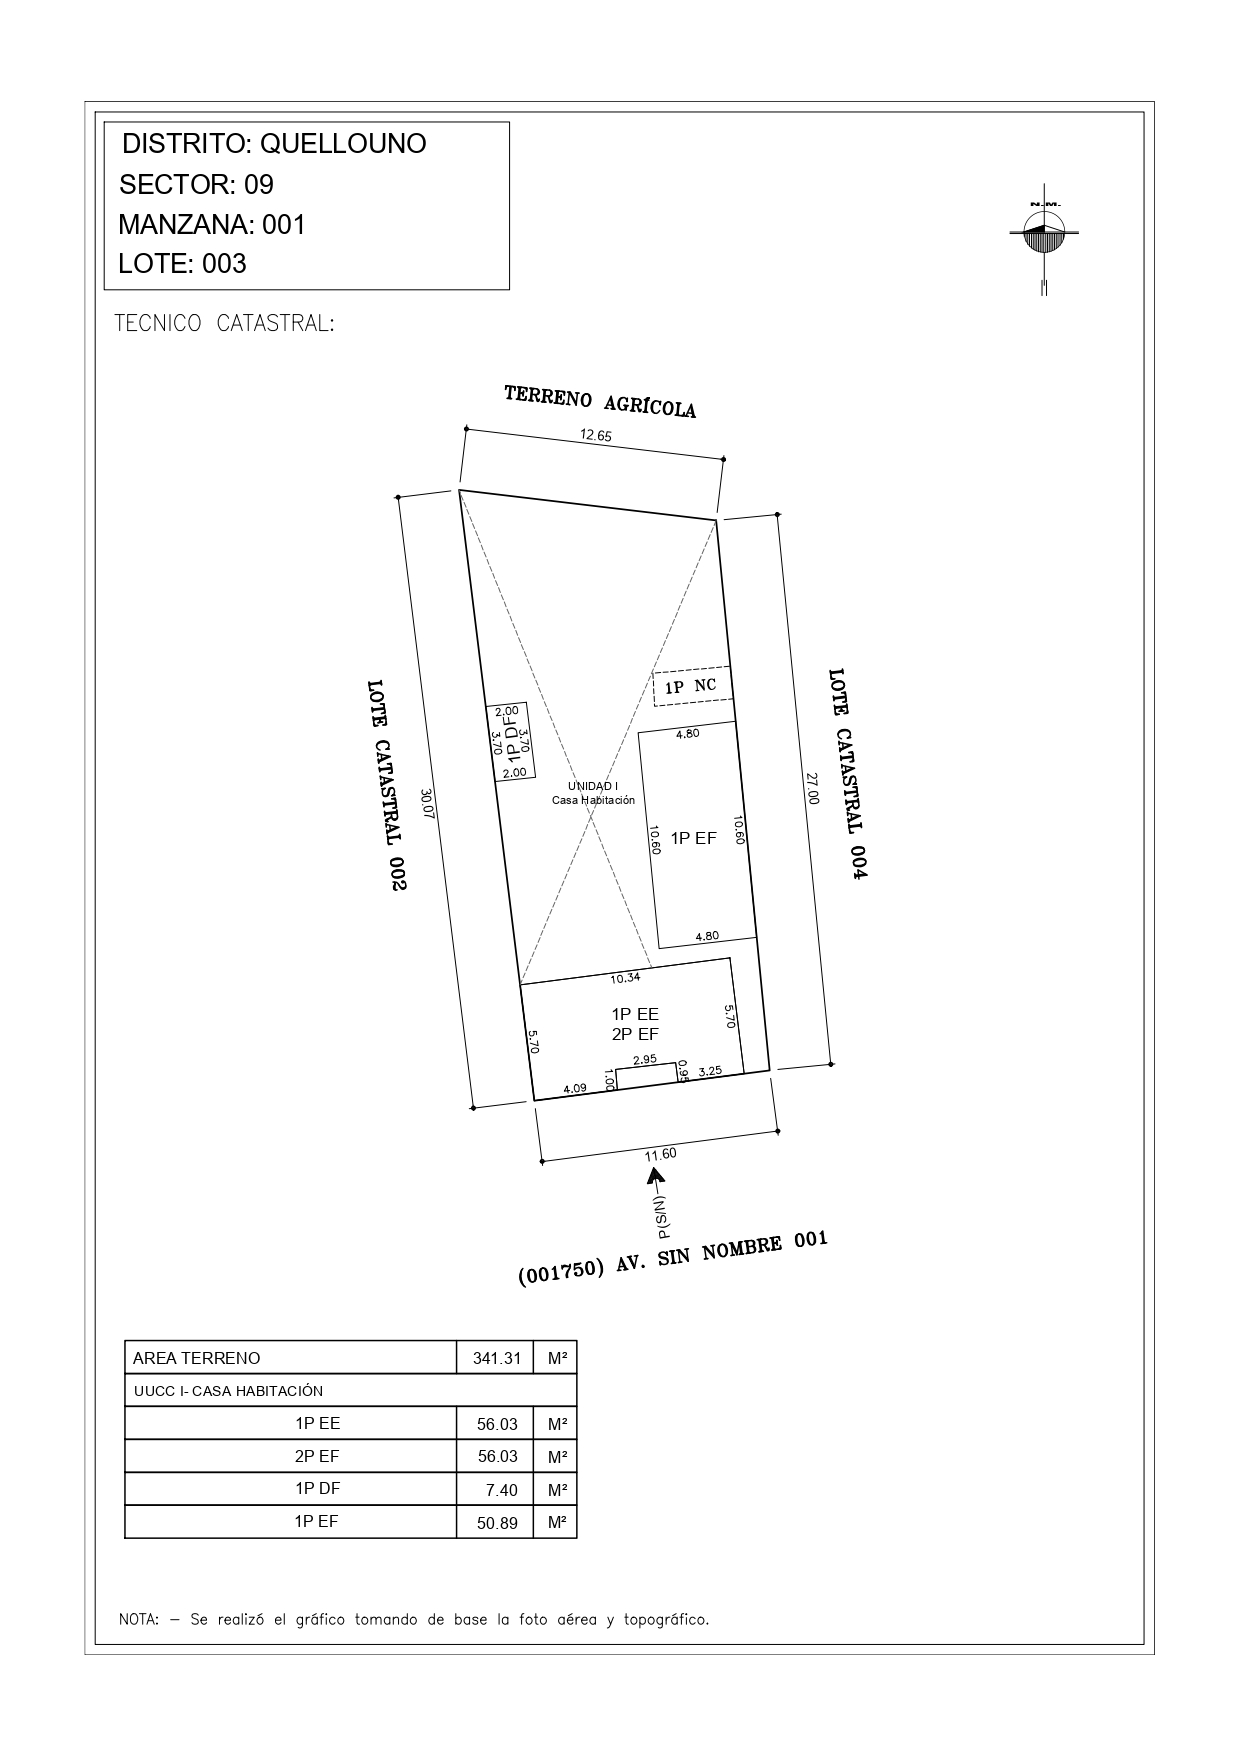 DISTRITO: QUELLOUNO
SECTOR: 09
MANZANA: 001
LOTE: 003
N.M.
TECNICO CATASTRAL:
TERRENO AGRÍCOLA
12.65
LOTE CATASTRAL 002
30.07
LOTE CATASTRAL 004
27.00
1P NC
2.00
3.70
1P DF
3.70
2.00
4.80
UNIDAD I
Casa Habitación
10.60
1P EF
10.60
4.80
10.34
1P EE
2P EF
5.70
5.70
2.95
1.00
0.95
4.09
3.25
11.60
P(S/N)
(001750) AV. SIN NOMBRE 001
AREA TERRENO 341.31 M²
UUCC I- CASA HABITACIÓN
1P EE 56.03 M²
2P EF 56.03 M²
1P DF 7.40 M²
1P EF 50.89 M²
NOTA: – Se realizó el gráfico tomando de base la foto aérea y topográfico.